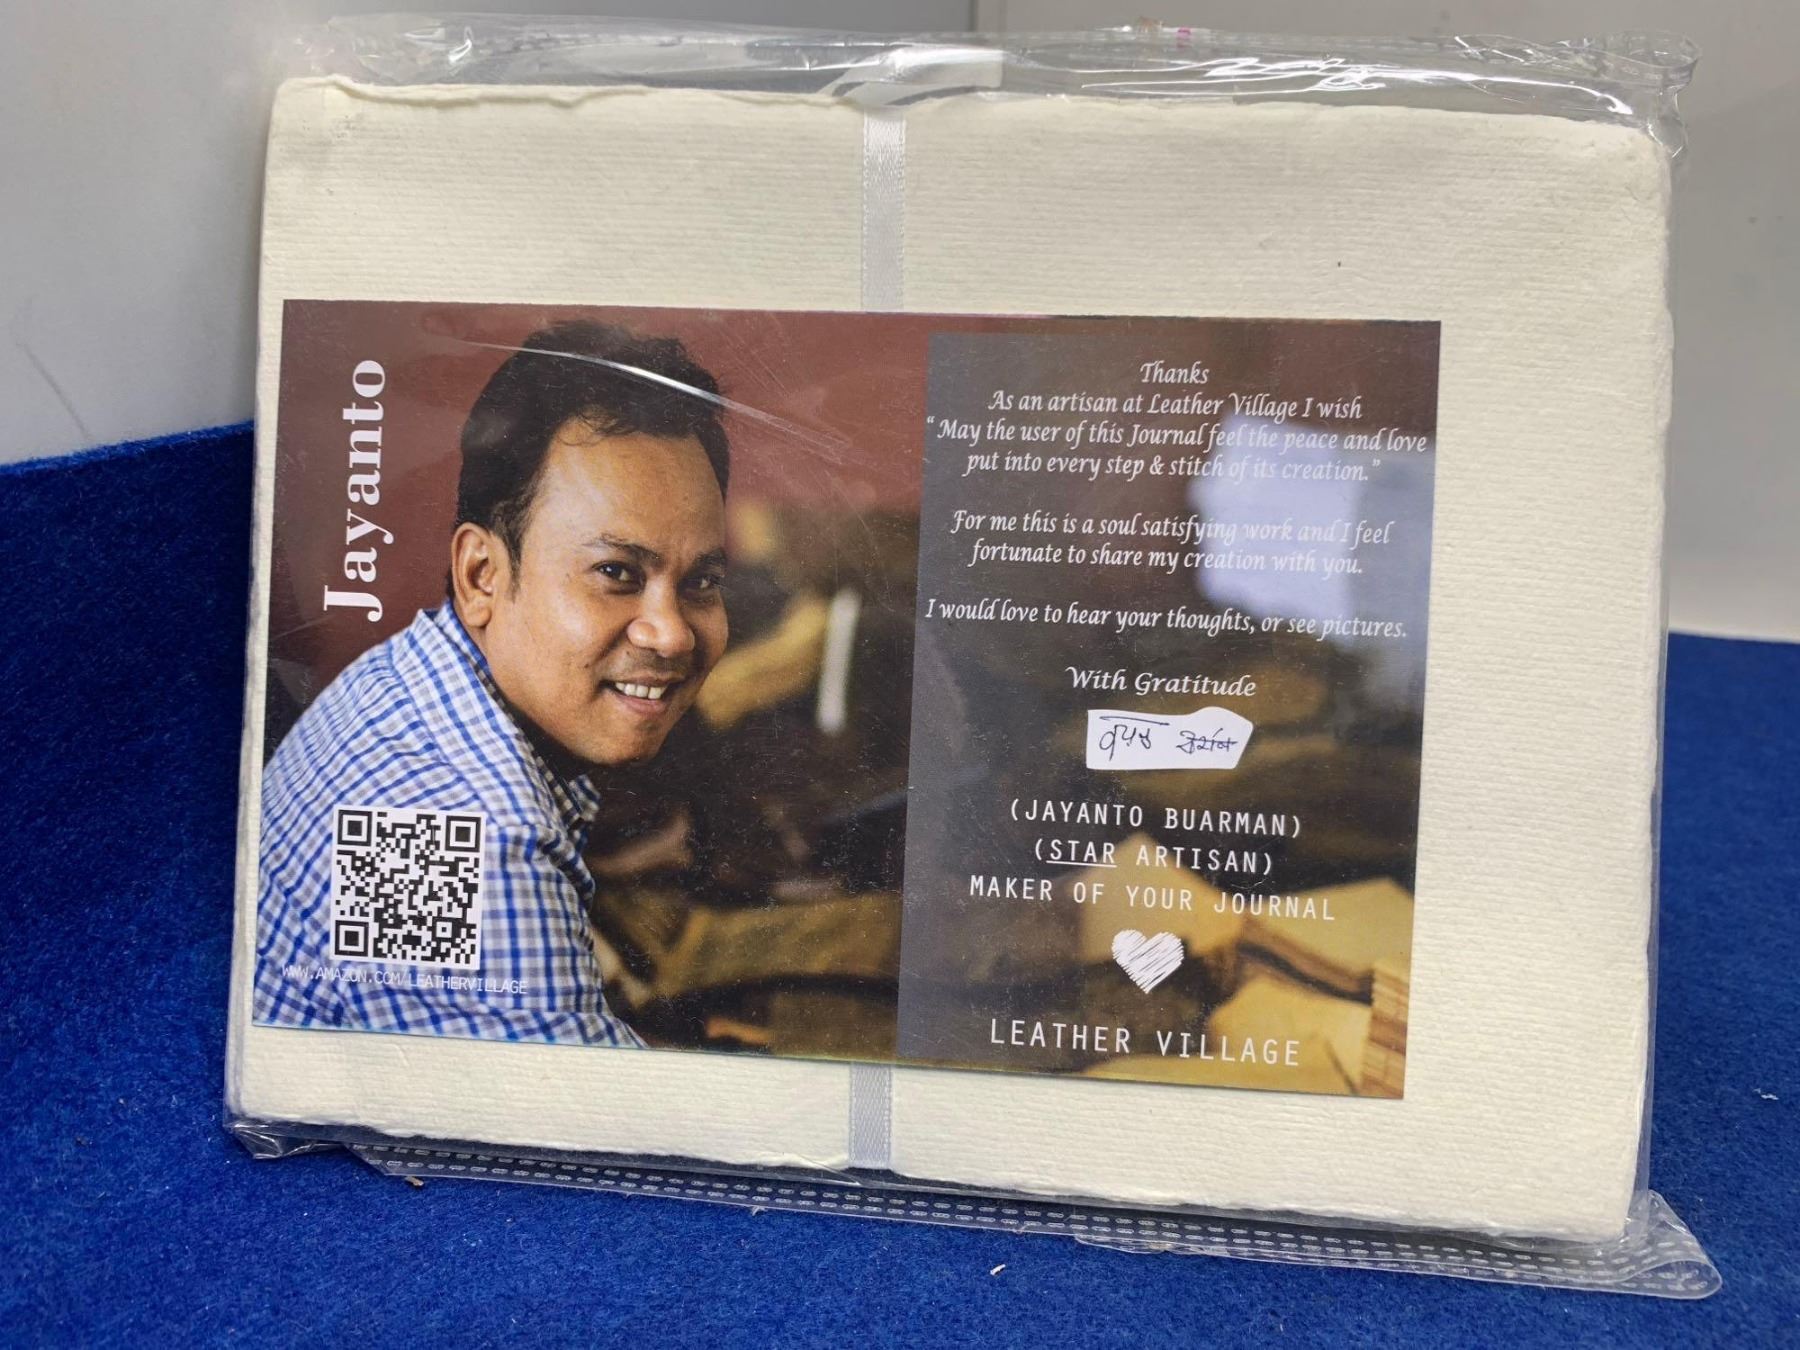 Jayanto
WWW.AMAZON.COM/LEATHERVILLAGE
Thanks
As an artisan at Leather Village I wish
“May the user of this Journal feel the peace and love
put into every step & stitch of its creation.”
For me this is a soul satisfying work and I feel
fortunate to share my creation with you.
I would love to hear your thoughts, or see pictures.
With Gratitude
(JAYANTO BUARMAN)
(STAR ARTISAN)
MAKER OF YOUR JOURNAL
LEATHER VILLAGE